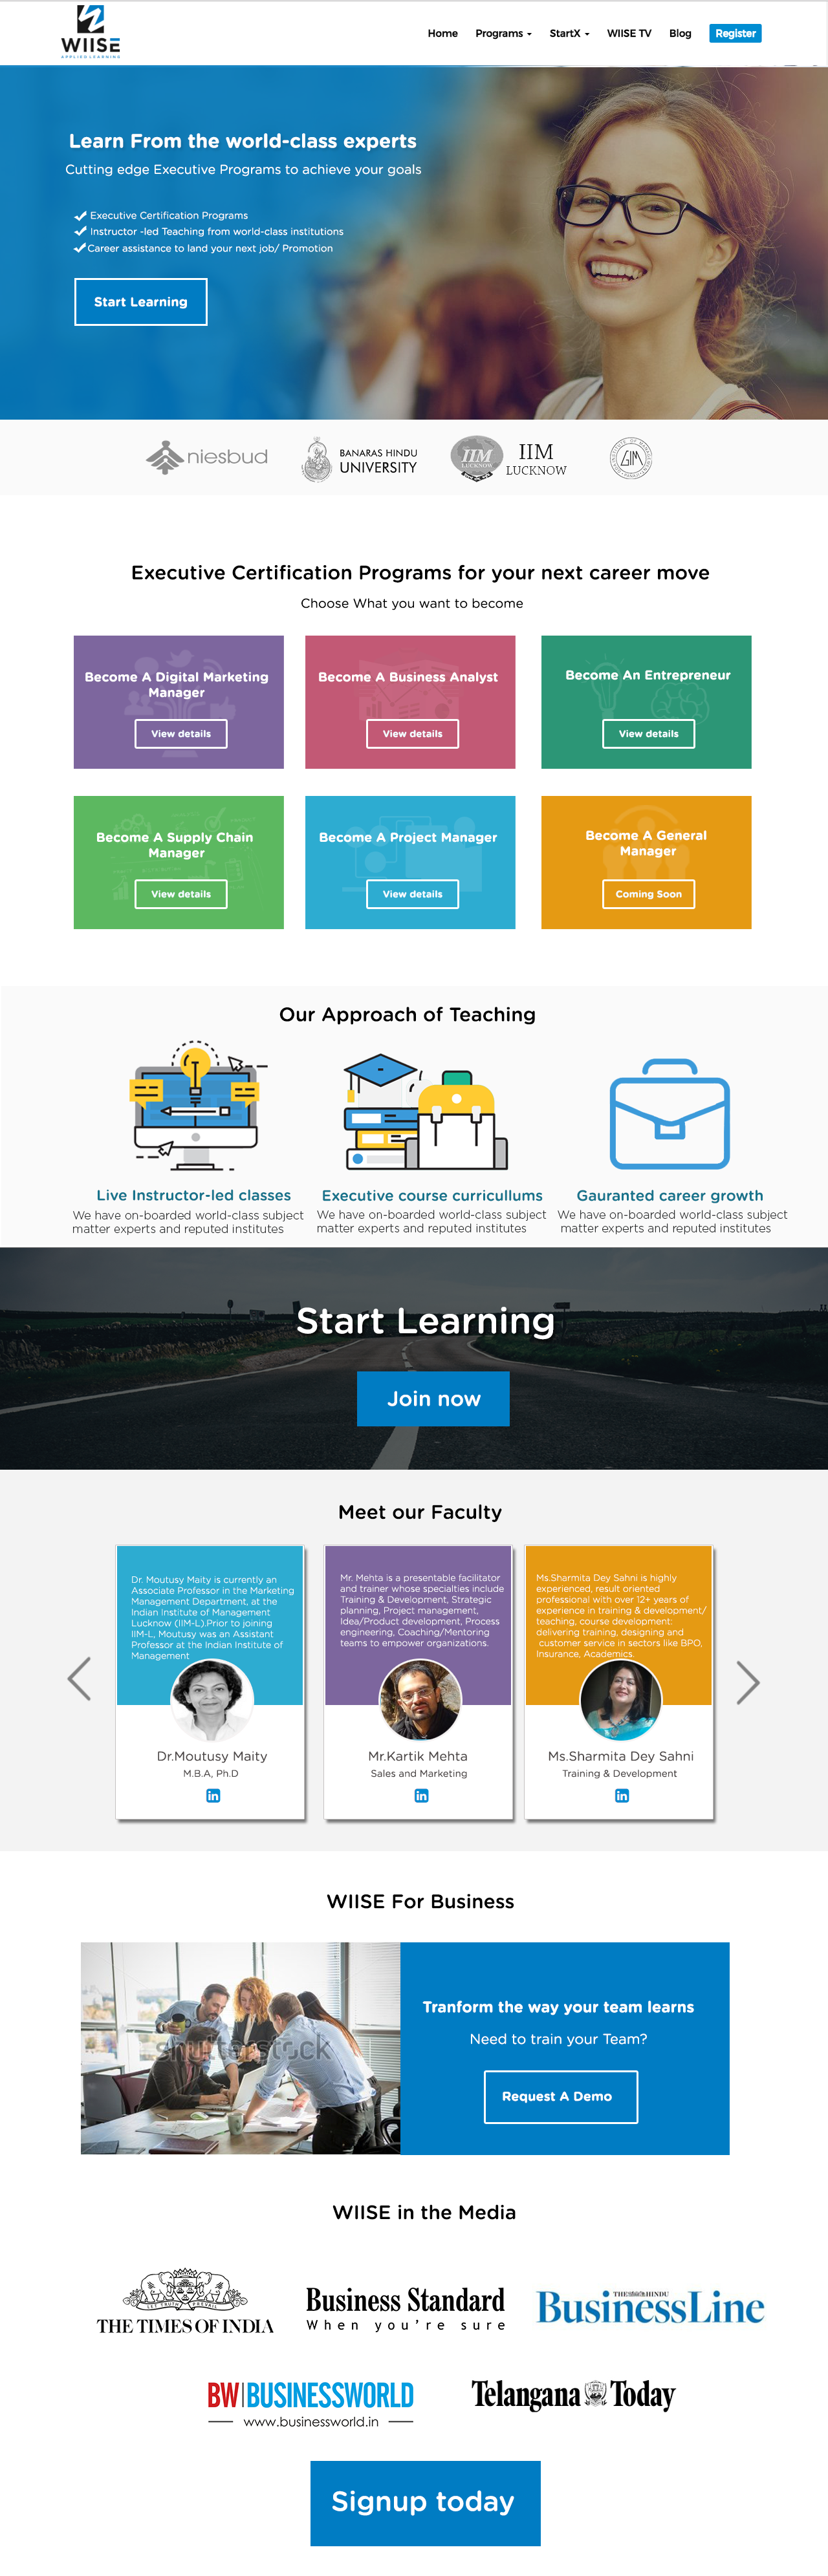 WIISE
APPLIED LEARNING
Home Programs StartX WIISE TV Blog Register
Learn From the world-class experts
Cutting edge Executive Programs to achieve your goals
Executive Certification Programs
Instructor -led Teaching from world-class institutions
Career assistance to land your next job/ Promotion
Start Learning
niesbud
BANARAS HINDU
UNIVERSITY
IIM
LUCKNOW
IIM
LUCKNOW
GIM
Executive Certification Programs for your next career move
Choose What you want to become
Become A Digital Marketing
Manager
View details
Become A Business Analyst
View details
Become An Entrepreneur
View details
Become A Supply Chain
Manager
View details
Become A Project Manager
View details
Become A General
Manager
Coming Soon
Our Approach of Teaching
Live Instructor-led classes
We have on-boarded world-class subject
matter experts and reputed institutes
Executive course curricullums
We have on-boarded world-class subject
matter experts and reputed institutes
Gauranted career growth
We have on-boarded world-class subject
matter experts and reputed institutes
Start Learning
Join now
Meet our Faculty
Dr. Moutusy Maity is currently an
Associate Professor in the Marketing
Management Department, at the
Indian Institute of Management
Lucknow (IIM-L).Prior to joining
IIM-L, Moutusy was an Assistant
Professor at the Indian Institute of
Management
Dr.Moutusy Maity
M.B.A, Ph.D
in
Mr. Mehta is a presentable facilitator
and trainer whose specialties include
Training & Development, Strategic
planning, Project management,
Idea/Product development, Process
engineering, Coaching/Mentoring
teams to empower organizations.
Mr.Kartik Mehta
Sales and Marketing
in
Ms.Sharmita Dey Sahni is highly
experienced, result oriented
professional with over 12+ years of
experience in training & development/
teaching, course development:
delivering training, designing and
customer service in sectors like BPO,
Insurance, Academics.
Ms.Sharmita Dey Sahni
Training & Development
in
WIISE For Business
shutterstock
Tranform the way your team learns
Need to train your Team?
Request A Demo
WIISE in the Media
LET TRUTH PREVAIL
THE TIMES OF INDIA
Business Standard
When you're sure
THE HINDU
BusinessLine
BW|BUSINESSWORLD
www.businessworld.in
Telangana Today
Signup today